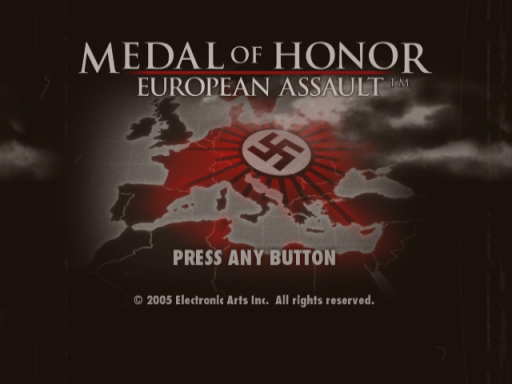 MEDAL OF HONOR
EUROPEAN ASSAULT™
PRESS ANY BUTTON
© 2005 Electronic Arts Inc. All rights reserved.